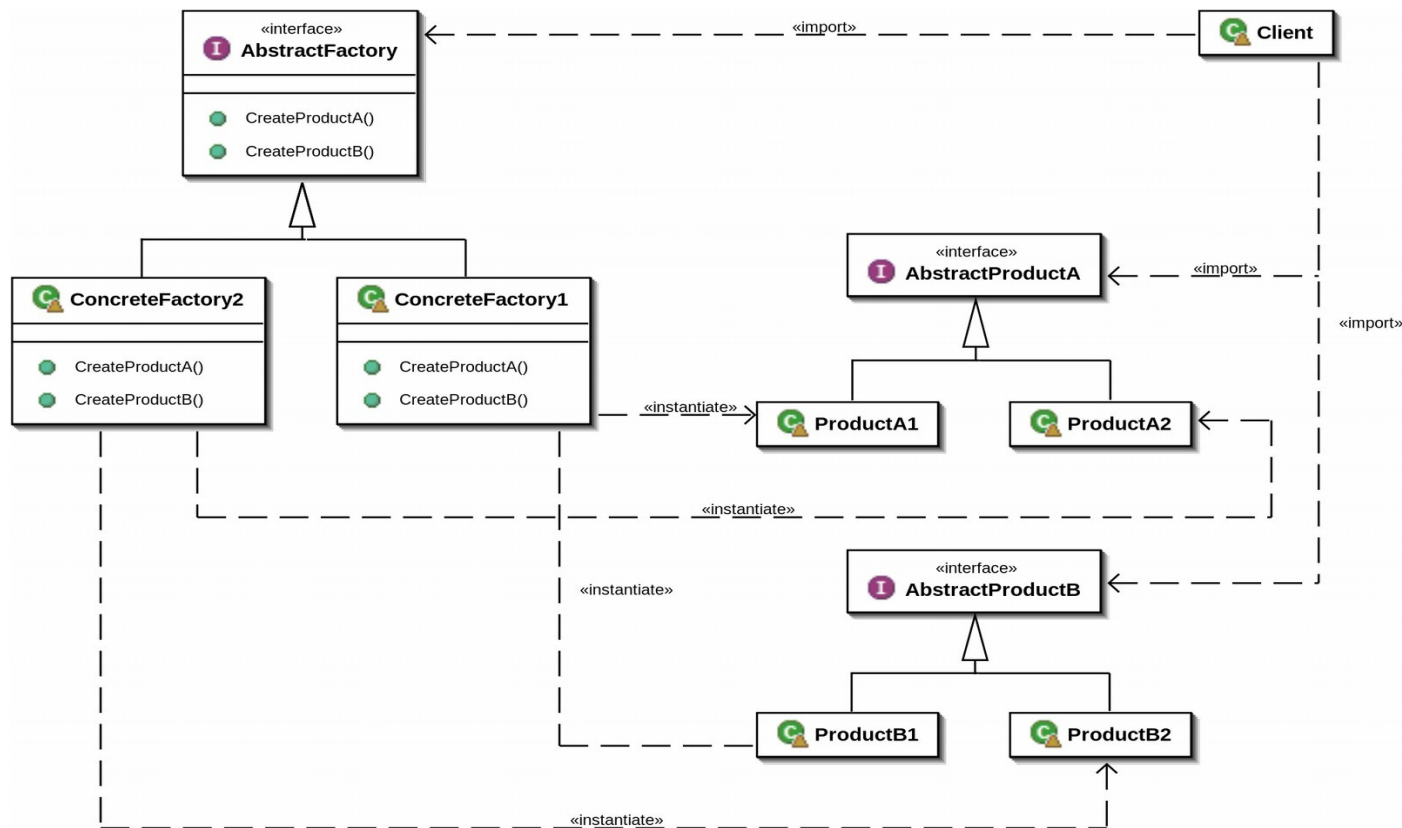 «interface»
I AbstractFactory
CreateProductA()
CreateProductB()
«import»
C Client
C ConcreteFactory2
CreateProductA()
CreateProductB()
C ConcreteFactory1
CreateProductA()
CreateProductB()
«interface»
I AbstractProductA
«import»
«import»
«instantiate»
C ProductA1
C ProductA2
«instantiate»
«interface»
I AbstractProductB
«instantiate»
C ProductB1
C ProductB2
«instantiate»